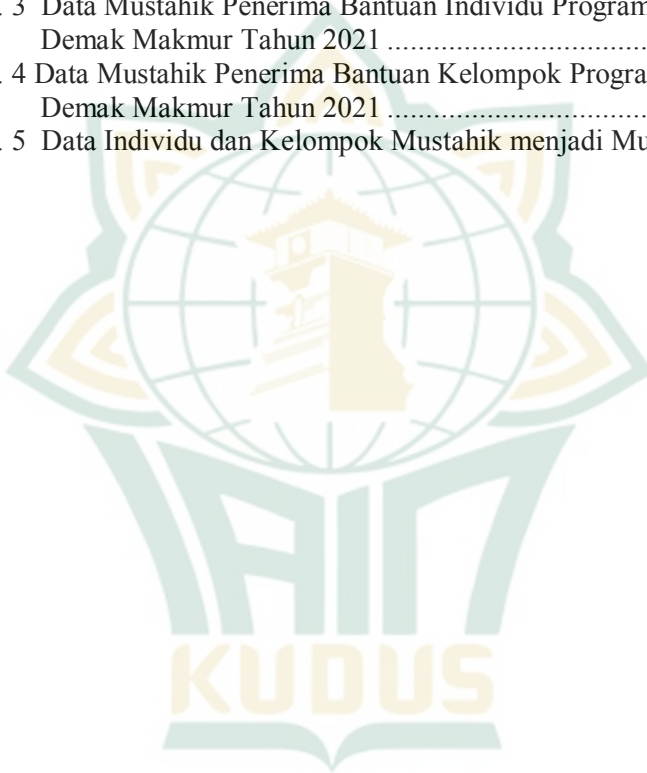 . 3 Data Mustahik Penerima Bantuan Individu Program
Demak Makmur Tahun 2021 ..................................
. 4 Data Mustahik Penerima Bantuan Kelompok Progra
Demak Makmur Tahun 2021 ..................................
. 5 Data Individu dan Kelompok Mustahik menjadi Mu
IAIN
KUDUS